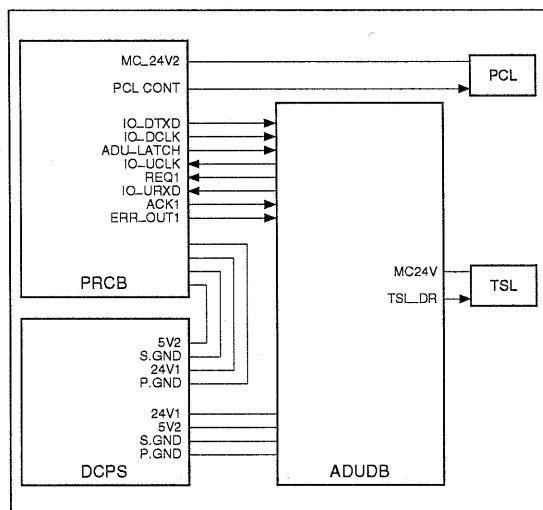 MC_24V2
PCL CONT
PCL
IO_DTXD
IO_DCLK
ADU_LATCH
IO_UCLK
REQ1
IO_URXD
ACK1
ERR_OUT1
PRCB
MC24V
TSL_DR
TSL
5V2
S.GND
24V1
P.GND
24V1
5V2
S.GND
P.GND
DCPS
ADUDB